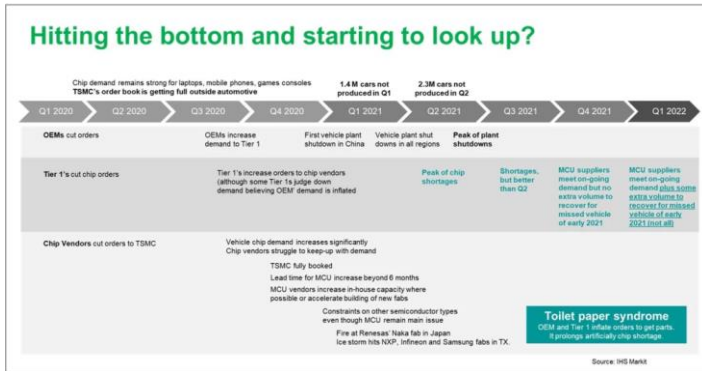 Hitting the bottom and starting to look up?
Chip demand remains strong for laptops, mobile phones, games consoles
TSMC's order book is getting full outside automotive
1.4 M cars not
produced in Q1
2.3M cars not
produced in Q2
Q1 2020
Q2 2020
Q3 2020
Q4 2020
Q1 2021
Q2 2021
Q3 2021
Q4 2021
Q1 2022
OEMs cut orders
OEMs increase
demand to Tier 1
First vehicle plant
shutdown in China
Vehicle plant shut
downs in all regions
Peak of plant
shutdowns
Tier 1's cut chip orders
Tier 1's increase orders to chip vendors
(although some Tier 1s judge down
demand believing OEM' demand is inflated
Peak of chip
shortages
Shortages,
but better
than Q2
MCU suppliers
meet on-going
demand but no
extra volume to
recover for
missed vehicle
of early 2021
MCU suppliers
meet on-going
demand plus some
extra volume to
recover for missed
vehicle of early
2021 (not all)
Chip Vendors cut orders to TSMC
Vehicle chip demand increases significantly
Chip vendors struggle to keep-up with demand
TSMC fully booked
Lead time for MCU increase beyond 6 months
MCU vendors increase in-house capacity where
possible or accelerate building of new fabs
Constraints on other semiconductor types
even though MCU remain main issue
Fire at Renesas' Naka fab in Japan
Ice storm hits NXP, Infineon and Samsung fabs in TX.
Toilet paper syndrome
OEM and Tier 1 inflate orders to get parts.
It prolongs artificially chip shortage.
Source: IHS Markit